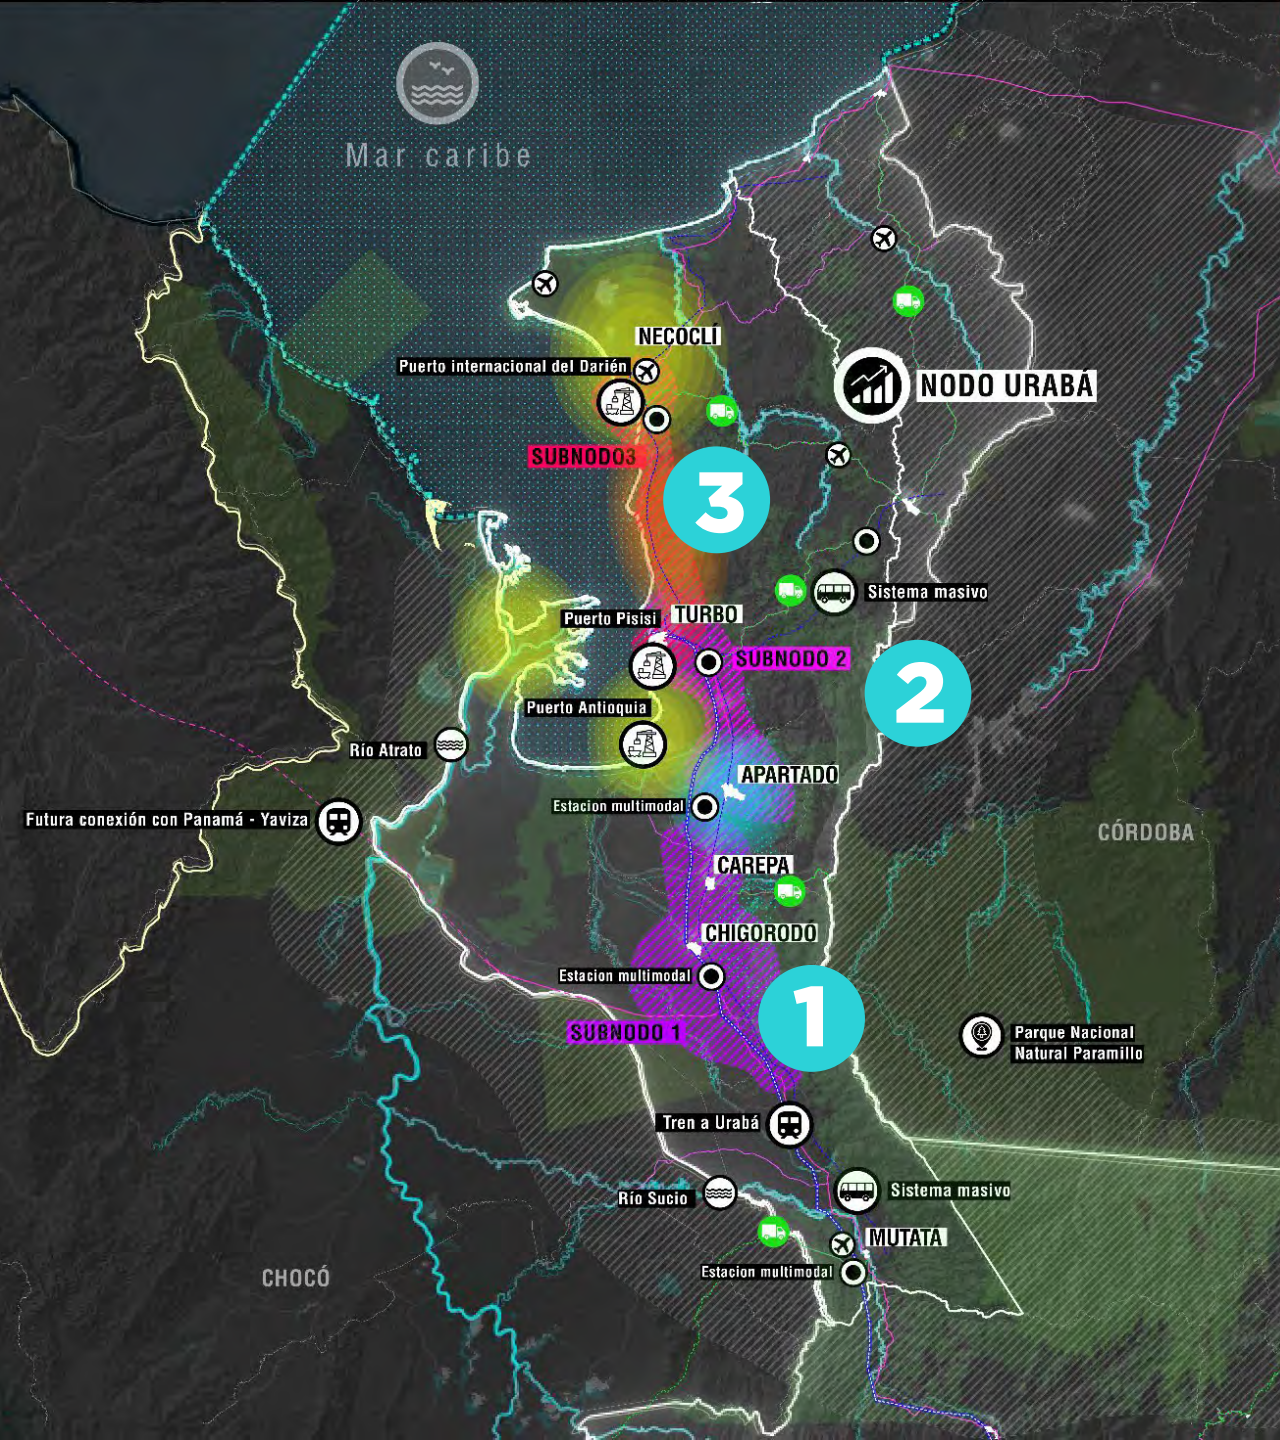 Mar caribe
NECOCLÍ
Puerto internacional del Darién
NODO URABÁ
SUBNODO3
3
Sistema masivo
TURBO
Puerto Pisisi
SUBNODO 2
2
Puerto Antioquia
Río Atrato
APARTADÓ
Estacion multimodal
Futura conexión con Panamá - Yaviza
CÓRDOBA
CAREPA
CHIGORODÓ
Estacion multimodal
1
SUBNODO 1
Parque Nacional
Natural Paramillo
Tren a Urabá
Sistema masivo
Río Sucio
MUTATÁ
Estacion multimodal
CHOCÓ